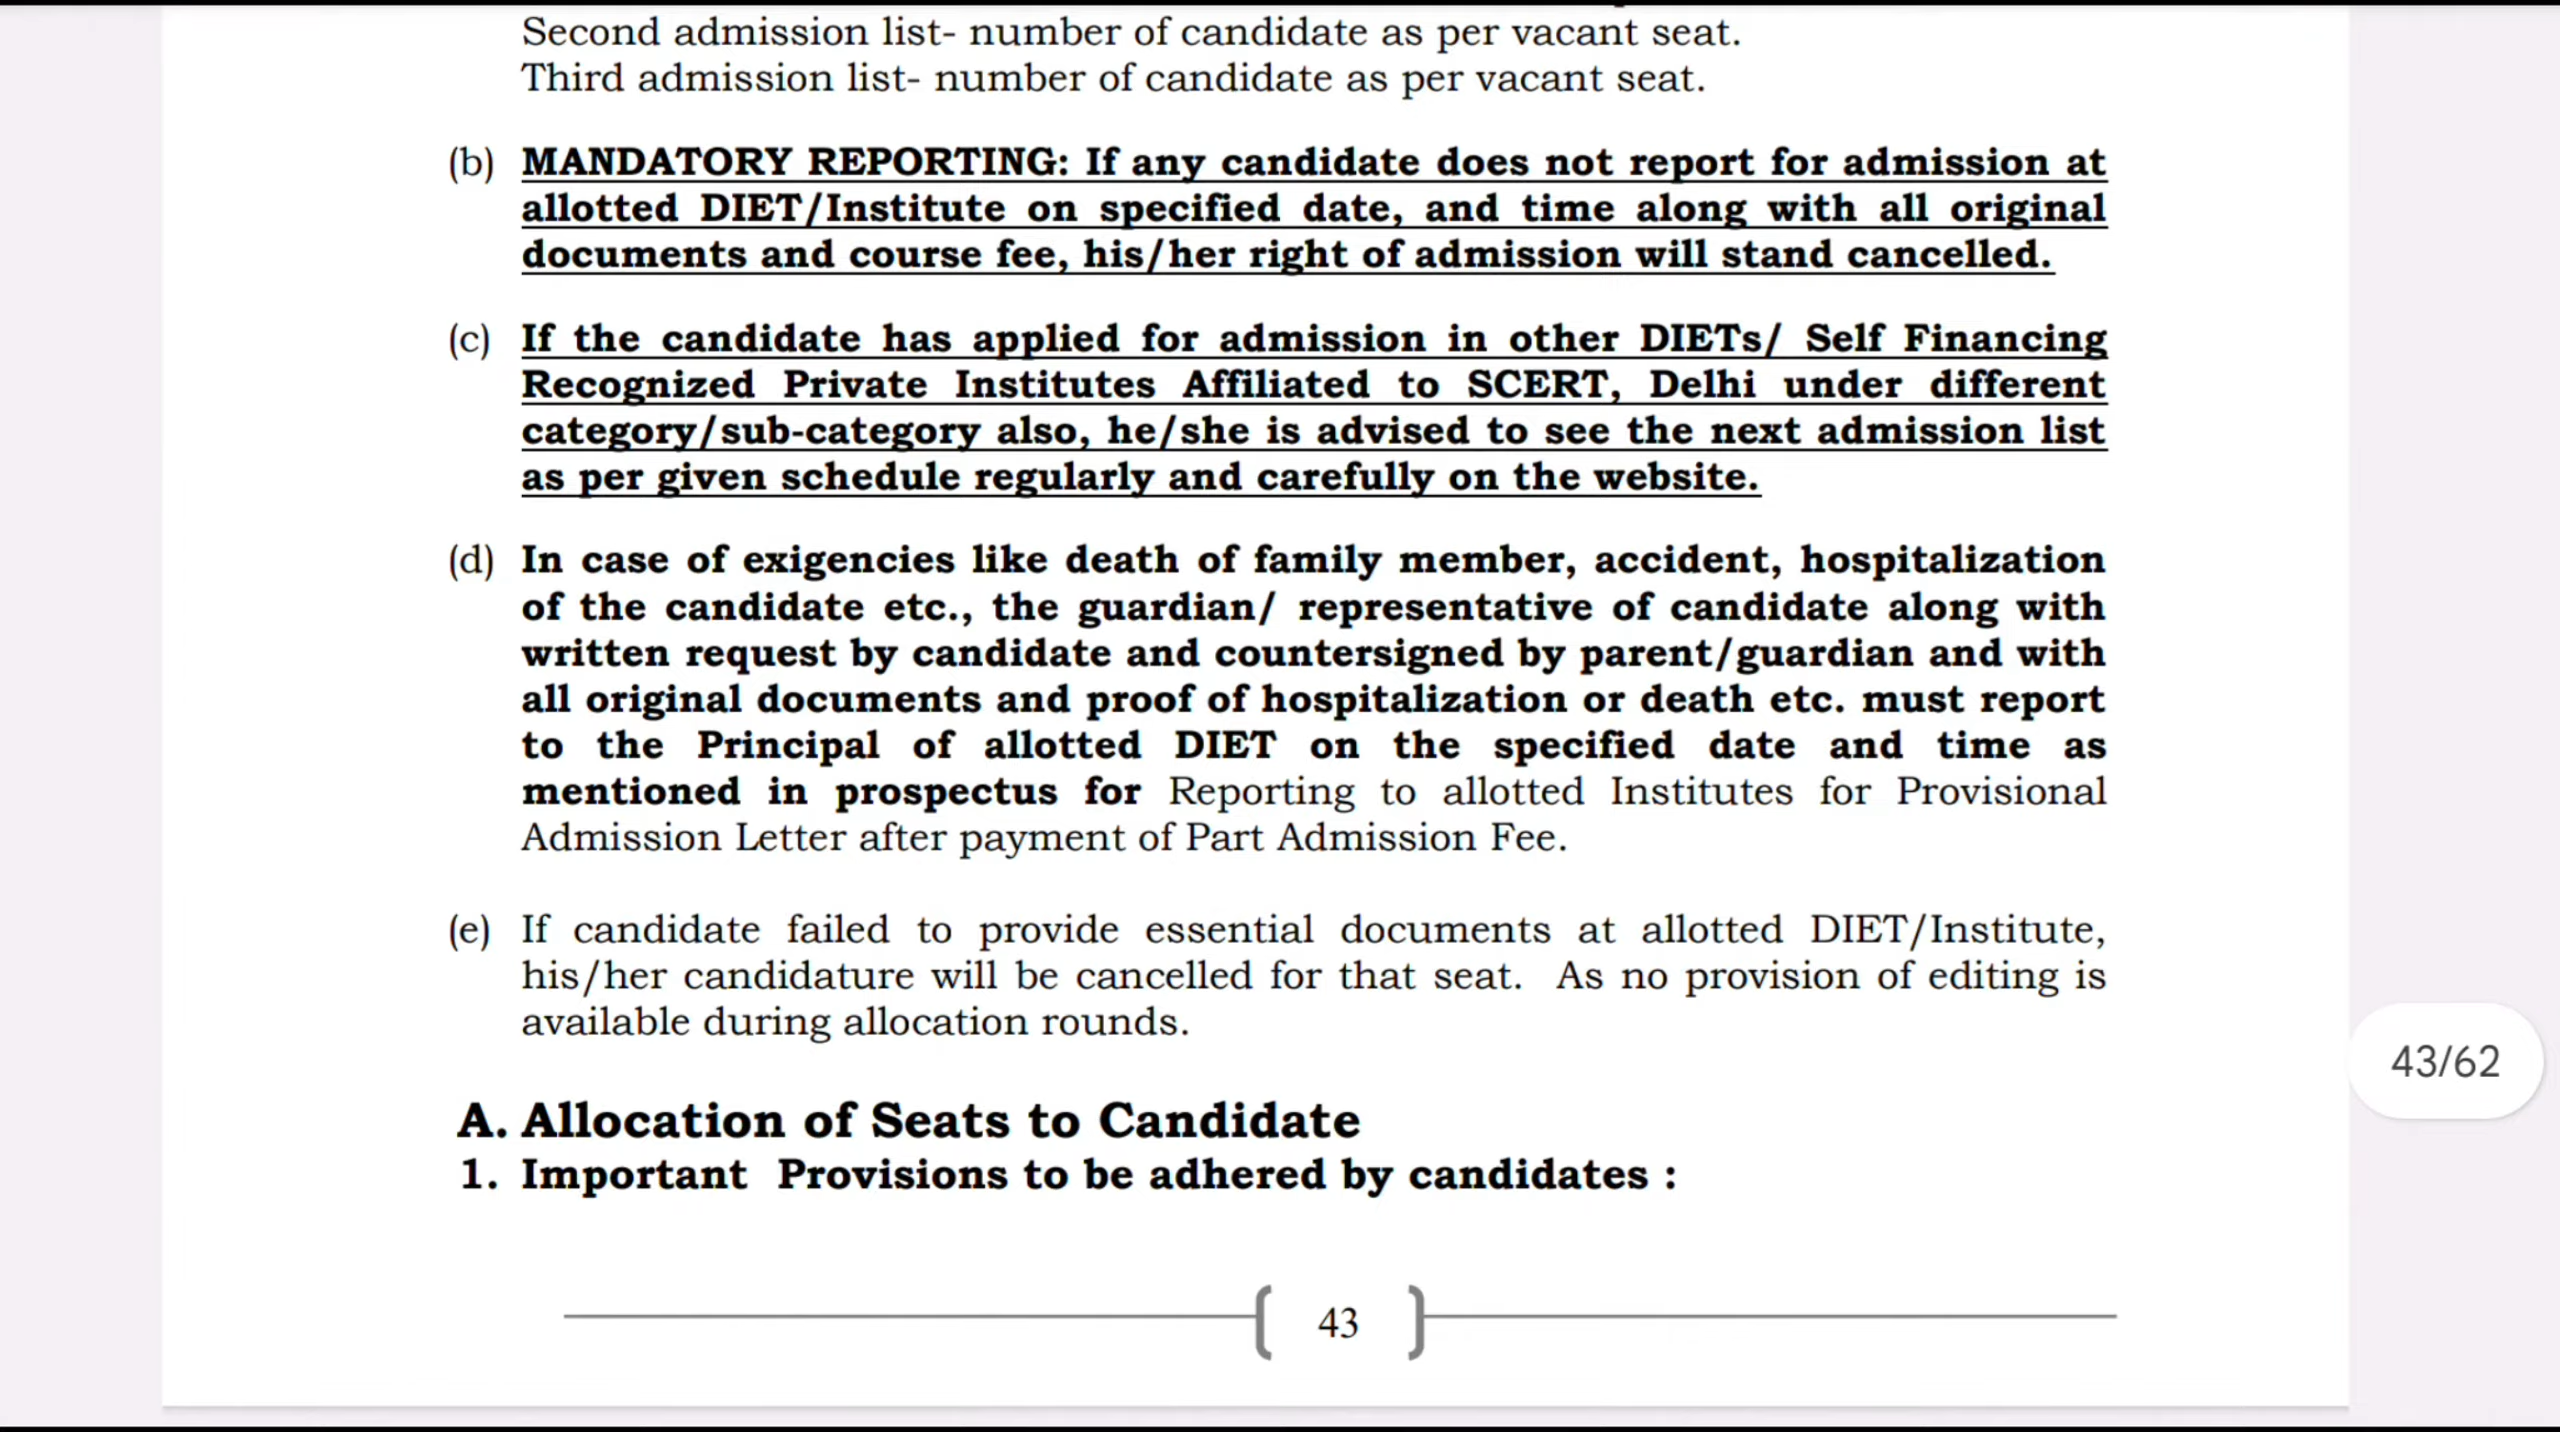 Second admission list- number of candidate as per vacant seat.
Third admission list- number of candidate as per vacant seat.
(b) MANDATORY REPORTING: If any candidate does not report for admission at
allotted DIET/Institute on specified date, and time along with all original
documents and course fee, his/her right of admission will stand cancelled.
(c) If the candidate has applied for admission in other DIETs/ Self Financing
Recognized Private Institutes Affiliated to SCERT, Delhi under different
category/sub-category also, he/she is advised to see the next admission list
as per given schedule regularly and carefully on the website.
(d) In case of exigencies like death of family member, accident, hospitalization
of the candidate etc., the guardian/ representative of candidate along with
written request by candidate and countersigned by parent/guardian and with
all original documents and proof of hospitalization or death etc. must report
to the Principal of allotted DIET on the specified date and time as
mentioned in prospectus for Reporting to allotted Institutes for Provisional
Admission Letter after payment of Part Admission Fee.
(e) If candidate failed to provide essential documents at allotted DIET/Institute,
his/her candidature will be cancelled for that seat. As no provision of editing is
available during allocation rounds.
43/62
A. Allocation of Seats to Candidate
1. Important Provisions to be adhered by candidates :
43